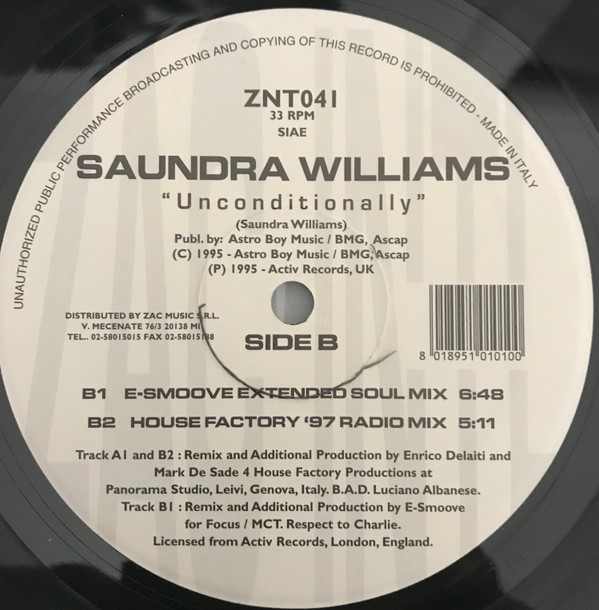 UNAUTHORIZED PUBLIC PERFORMANCE BROADCASTING AND COPYING OF THIS RECORD IS PROHIBITED - MADE IN ITALY
ZNT041
33 RPM
SIAE
SAUNDRA WILLIAMS
"Unconditionally"
(Saundra Williams)
Publ. by: Astro Boy Music / BMG, Ascap
(C) 1995 - Astro Boy Music / BMG, Ascap
(P) 1995 - Activ Records, UK
DISTRIBUTED BY ZAC MUSIC S.R.L.
V. MECENATE 76/3 20138 MI
TEL.. 02-58015015 FAX 02-58015188
SIDE B
8 018951 010100
B1 E-SMOOVE EXTENDED SOUL MIX 6:48
B2 HOUSE FACTORY '97 RADIO MIX 5:11
Track A1 and B2 : Remix and Additional Production by Enrico Delaiti and
Mark De Sade 4 House Factory Productions at
Panorama Studio, Leivi, Genova, Italy. B.A.D. Luciano Albanese.
Track B1 : Remix and Additional Production by E-Smoove
for Focus / MCT. Respect to Charlie.
Licensed from Activ Records, London, England.